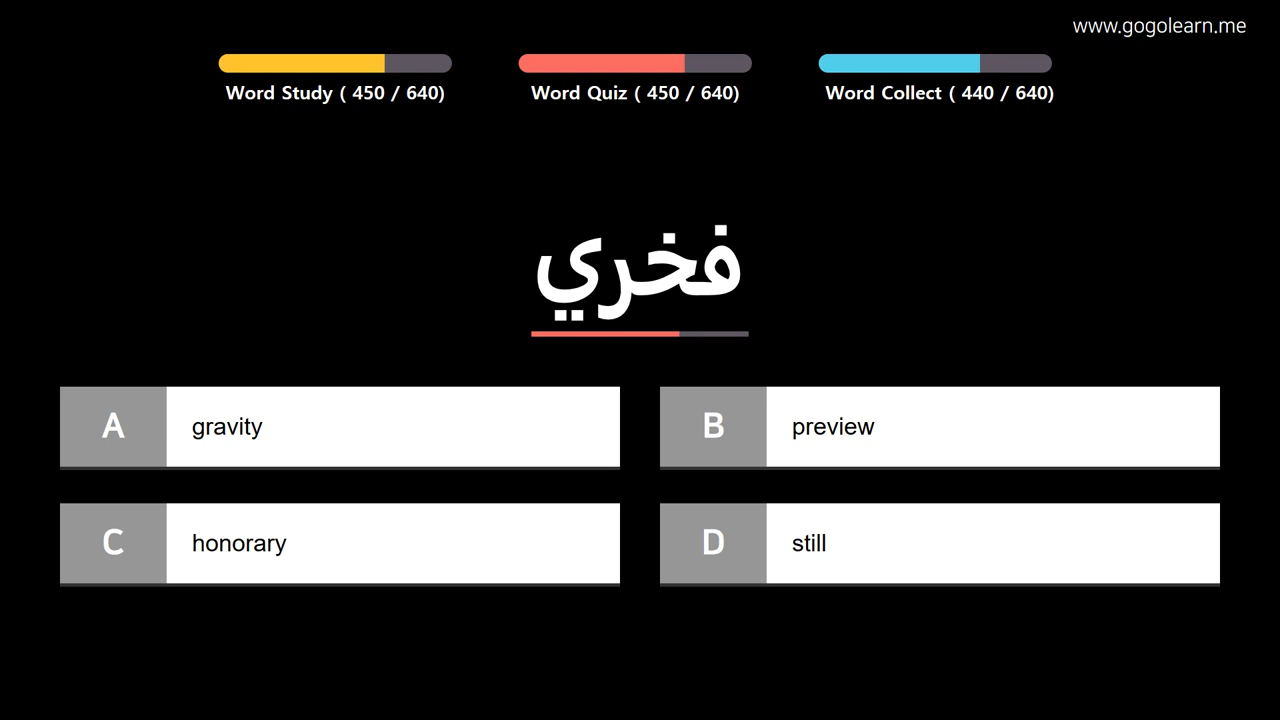 www.gogolearn.me
Word Study ( 450 / 640)
Word Quiz ( 450 / 640)
Word Collect ( 440 / 640)
فخري
A gravity
B preview
C honorary
D still